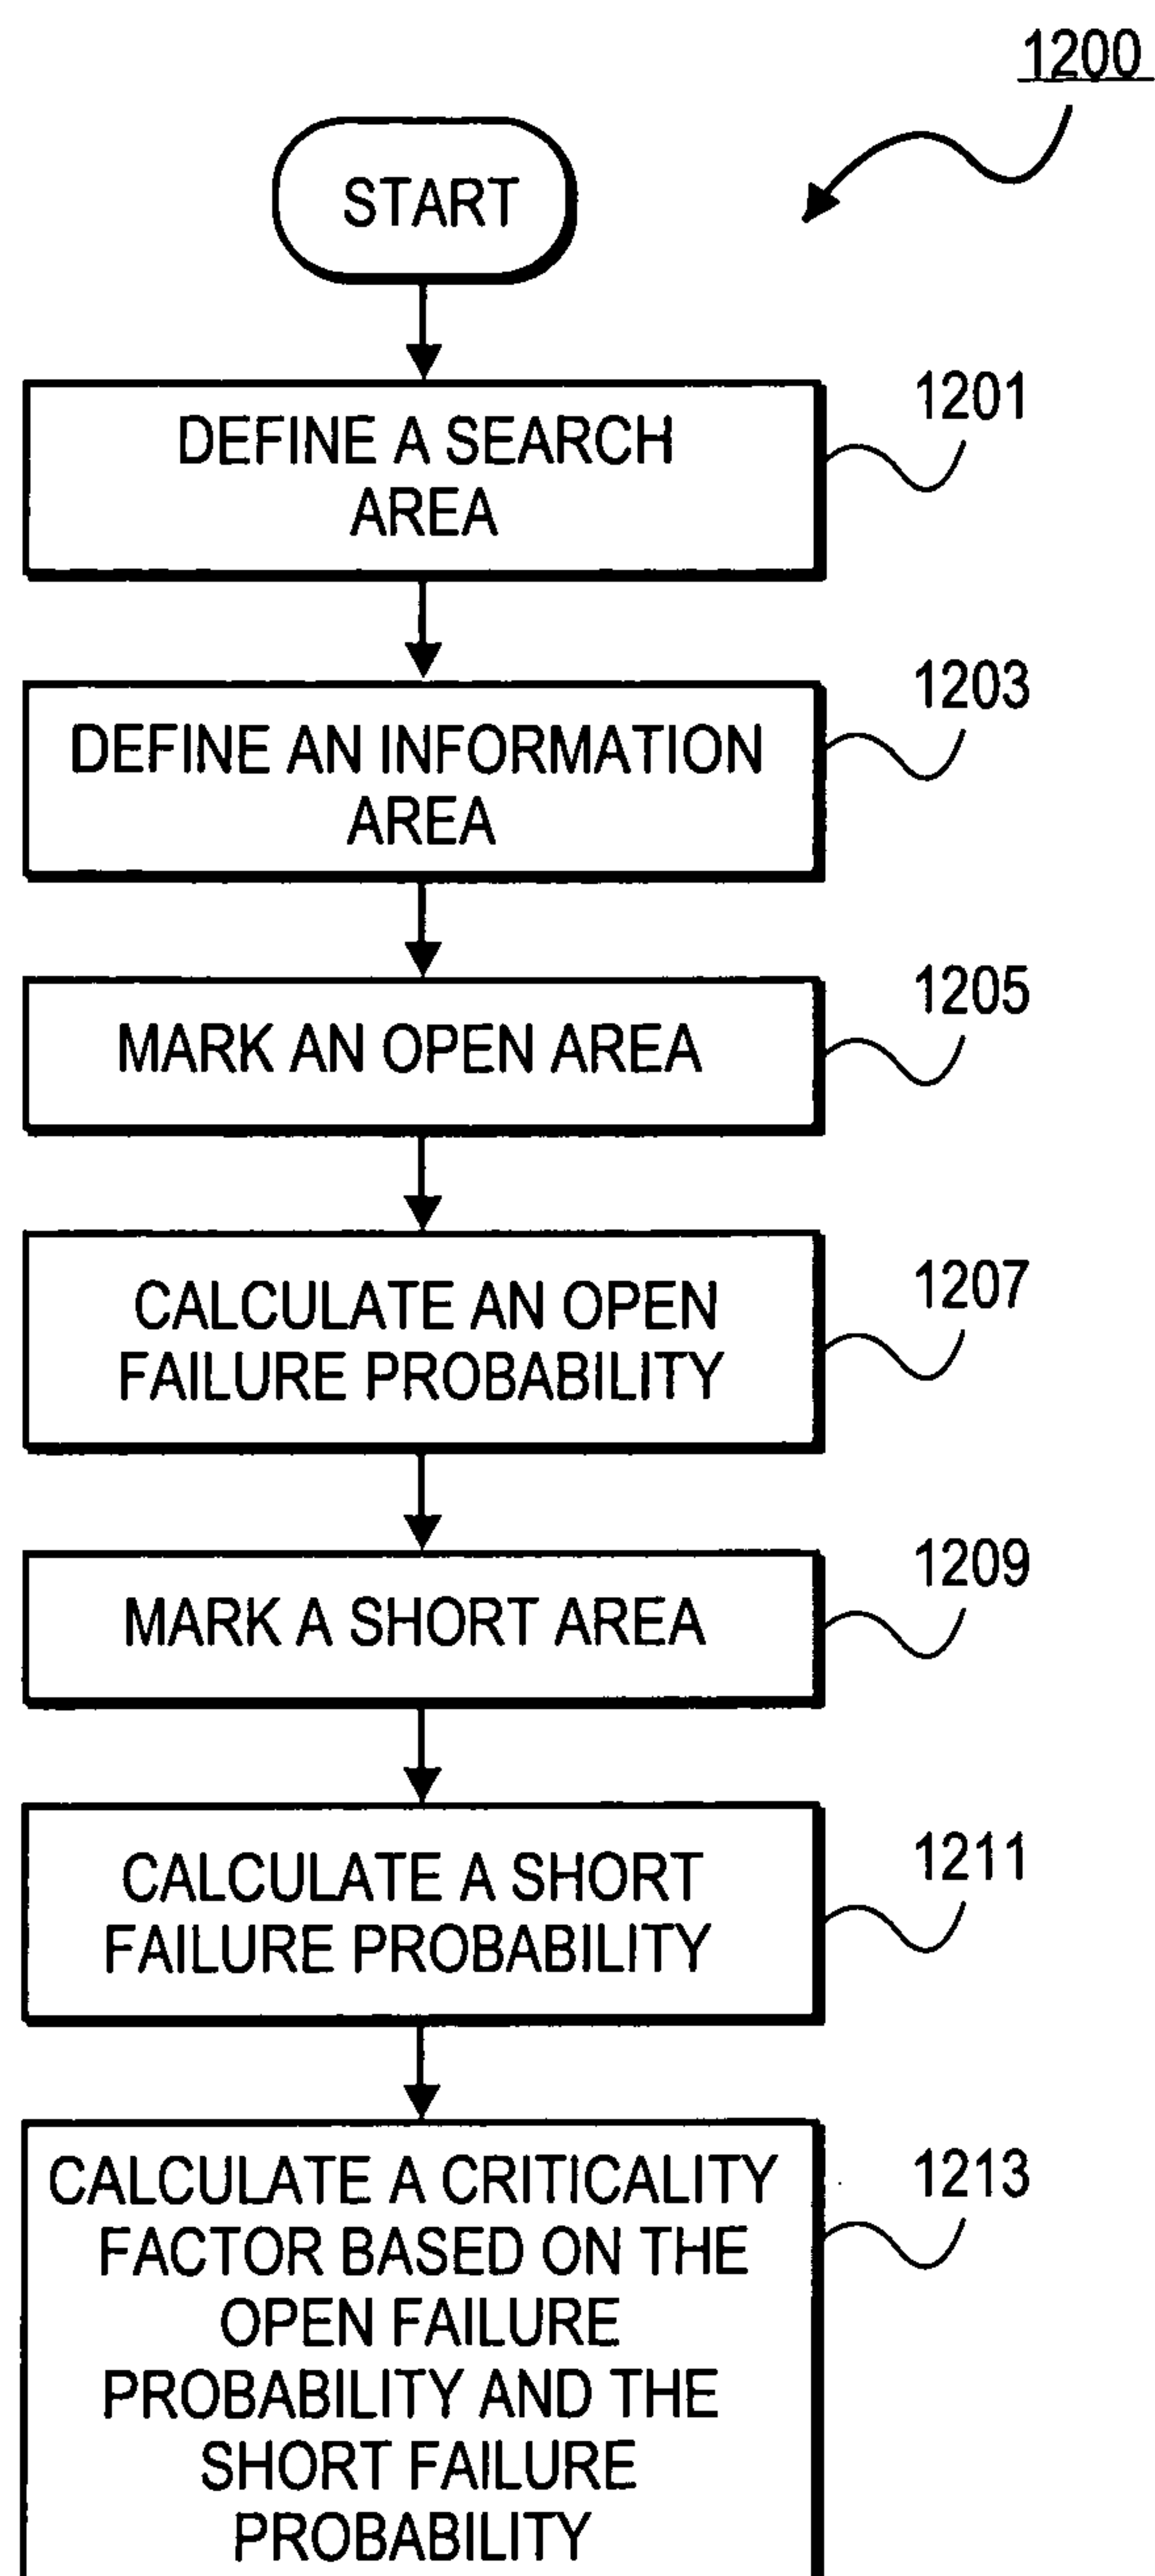 1200
START
1201
DEFINE A SEARCH
AREA
1203
DEFINE AN INFORMATION
AREA
1205
MARK AN OPEN AREA
1207
CALCULATE AN OPEN
FAILURE PROBABILITY
1209
MARK A SHORT AREA
1211
CALCULATE A SHORT
FAILURE PROBABILITY
1213
CALCULATE A CRITICALITY
FACTOR BASED ON THE
OPEN FAILURE
PROBABILITY AND THE
SHORT FAILURE
PROBABILITY